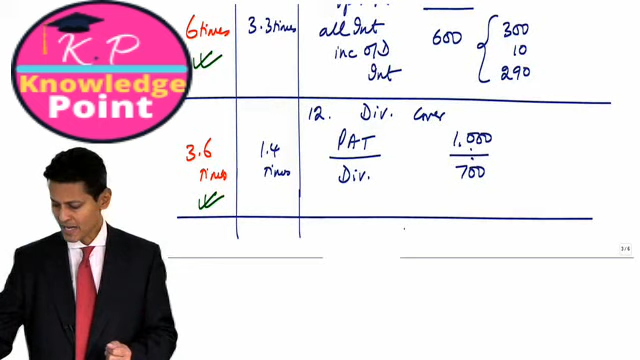 K.P
Knowledge
Point
6 times
3.3 times
all Int
inc O/D
Int
600
300
10
290
12. Div. Cover
3.6
times
1.4
times
PAT
Div.
1,000
700
3/6